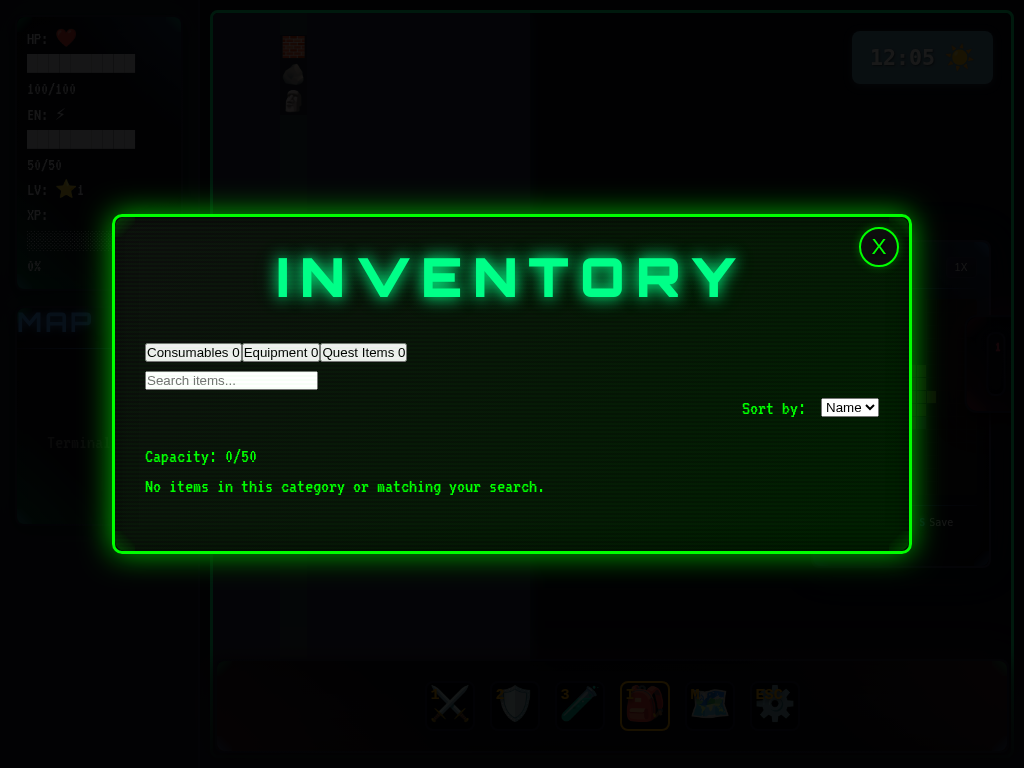 HP: ❤️
100/100
EN: ⚡
50/50
LV: ⭐1
XP:
0%
MAP
Termina
12:05 ☀️
1X
INVENTORY
X
Consumables 0 Equipment 0 Quest Items 0
Search items...
Sort by: Name
Capacity: 0/50
No items in this category or matching your search.
Save
1
2
3